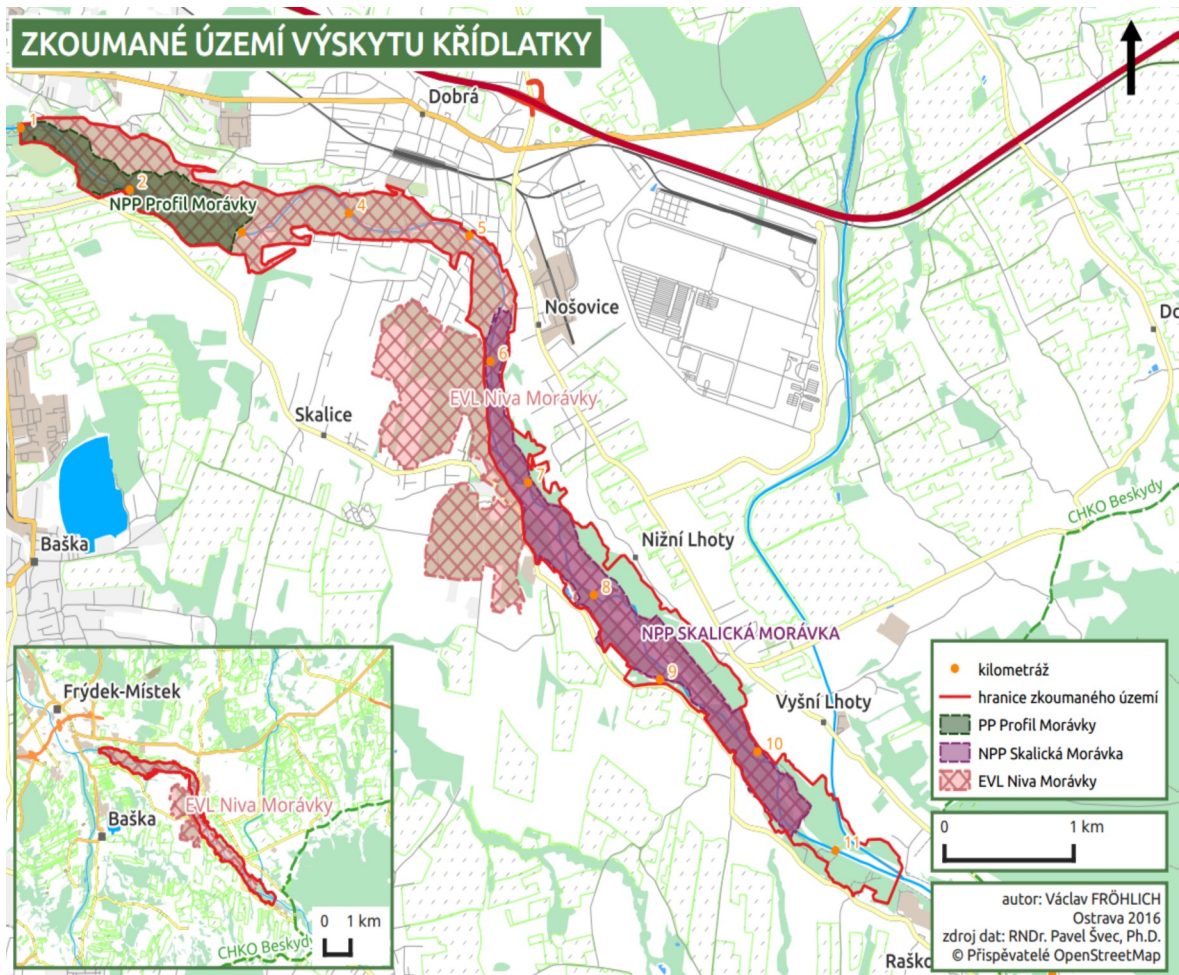 ZKOUMANÉ ÚZEMÍ VÝSKYTU KŘÍDLATKY
Dobrá
1
2
NPP Profil Morávky
4
5
Nošovice
Do
6
EVL Niva Morávky
Skalice
7
CHKO Beskydy
Baška
Nižní Lhoty
8
NPP SKALICKÁ MORÁVKA
9
Vyšní Lhoty
10
11
Raško
Frýdek-Místek
EVL Niva Morávky
Baška
0 1 km
CHKO Beskydy
kilometráž
hranice zkoumaného území
PP Profil Morávky
NPP Skalická Morávka
EVL Niva Morávky
0 1 km
autor: Václav FRÖHLICH
Ostrava 2016
zdroj dat: RNDr. Pavel Švec, Ph.D.
© Přispěvatelé OpenStreetMap